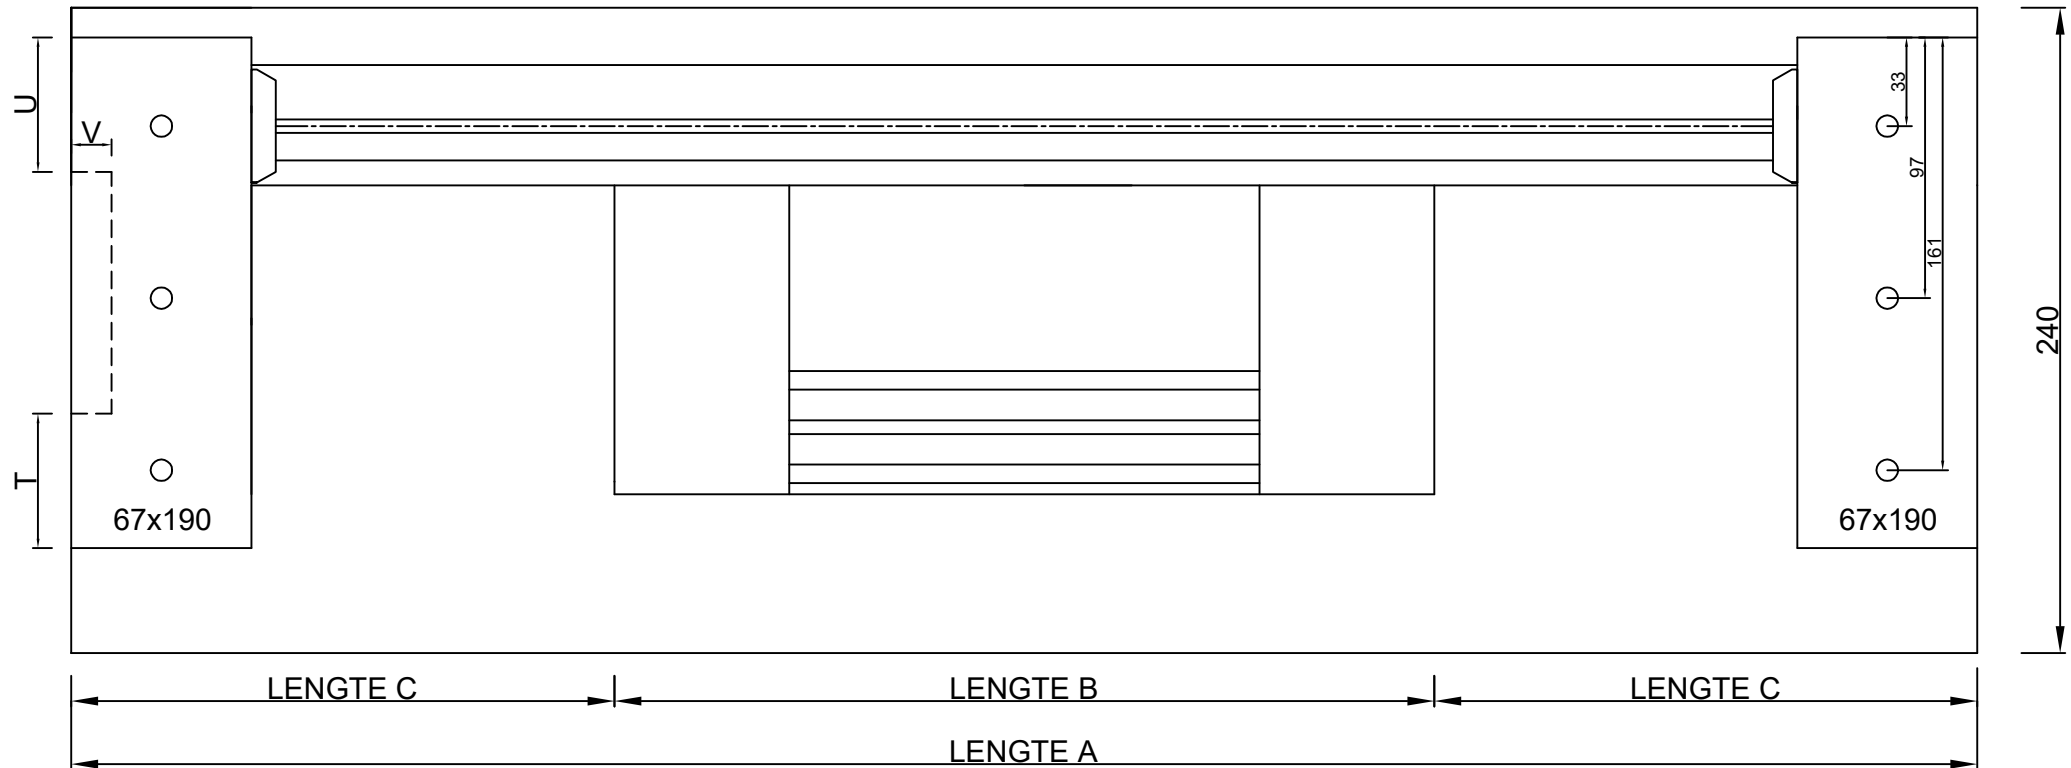 U
V
33
97
161
240
T
67x190
67x190
LENGTE C
LENGTE B
LENGTE C
LENGTE A